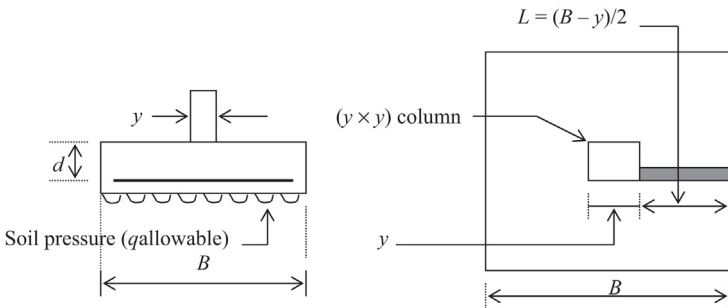 L = (B – y)/2
y
(y × y) column
d
Soil pressure (qallowable)
B
y
B